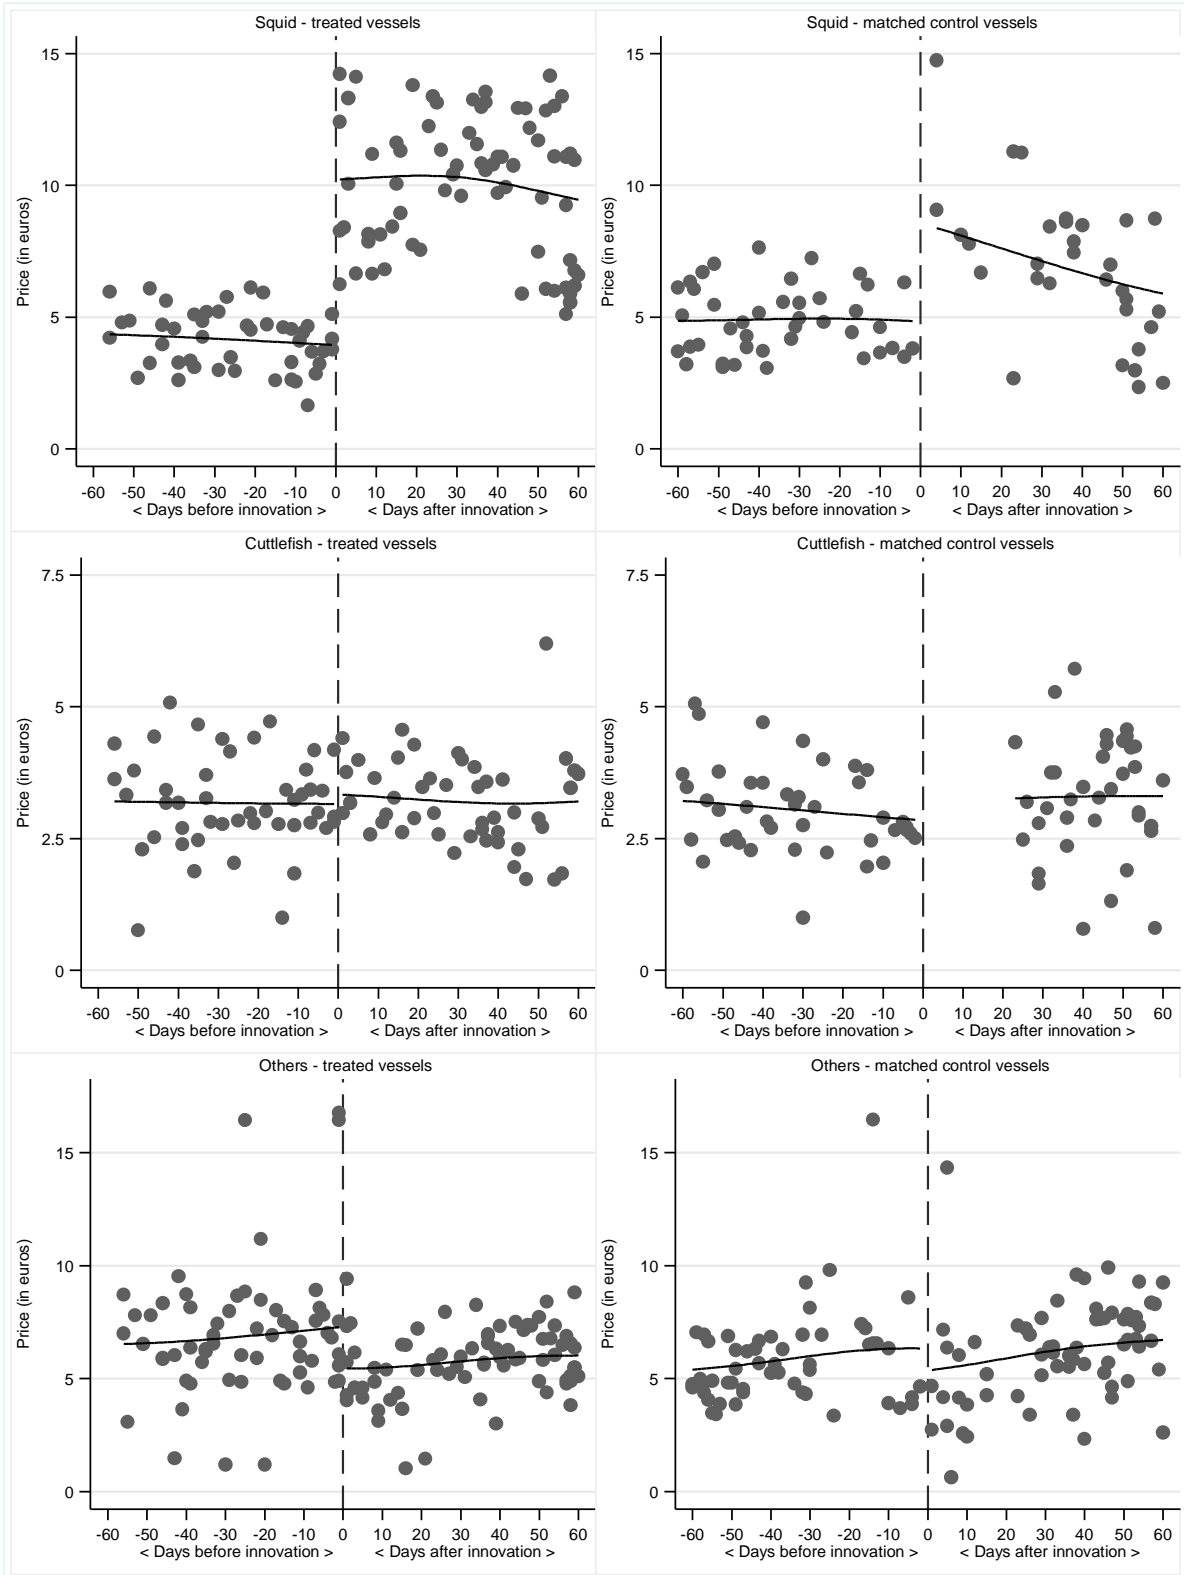 Squid - treated vessels
Price (in euros)
15
10
5
0
-60 -50 -40 -30 -20 -10 0 10 20 30 40 50 60
< Days before innovation > < Days after innovation >
Squid - matched control vessels
Price (in euros)
15
10
5
0
-60 -50 -40 -30 -20 -10 0 10 20 30 40 50 60
< Days before innovation > < Days after innovation >
Cuttlefish - treated vessels
Price (in euros)
7.5
5
2.5
0
-60 -50 -40 -30 -20 -10 0 10 20 30 40 50 60
< Days before innovation > < Days after innovation >
Cuttlefish - matched control vessels
Price (in euros)
7.5
5
2.5
0
-60 -50 -40 -30 -20 -10 0 10 20 30 40 50 60
< Days before innovation > < Days after innovation >
Others - treated vessels
Price (in euros)
15
10
5
0
-60 -50 -40 -30 -20 -10 0 10 20 30 40 50 60
< Days before innovation > < Days after innovation >
Others - matched control vessels
Price (in euros)
15
10
5
0
-60 -50 -40 -30 -20 -10 0 10 20 30 40 50 60
< Days before innovation > < Days after innovation >